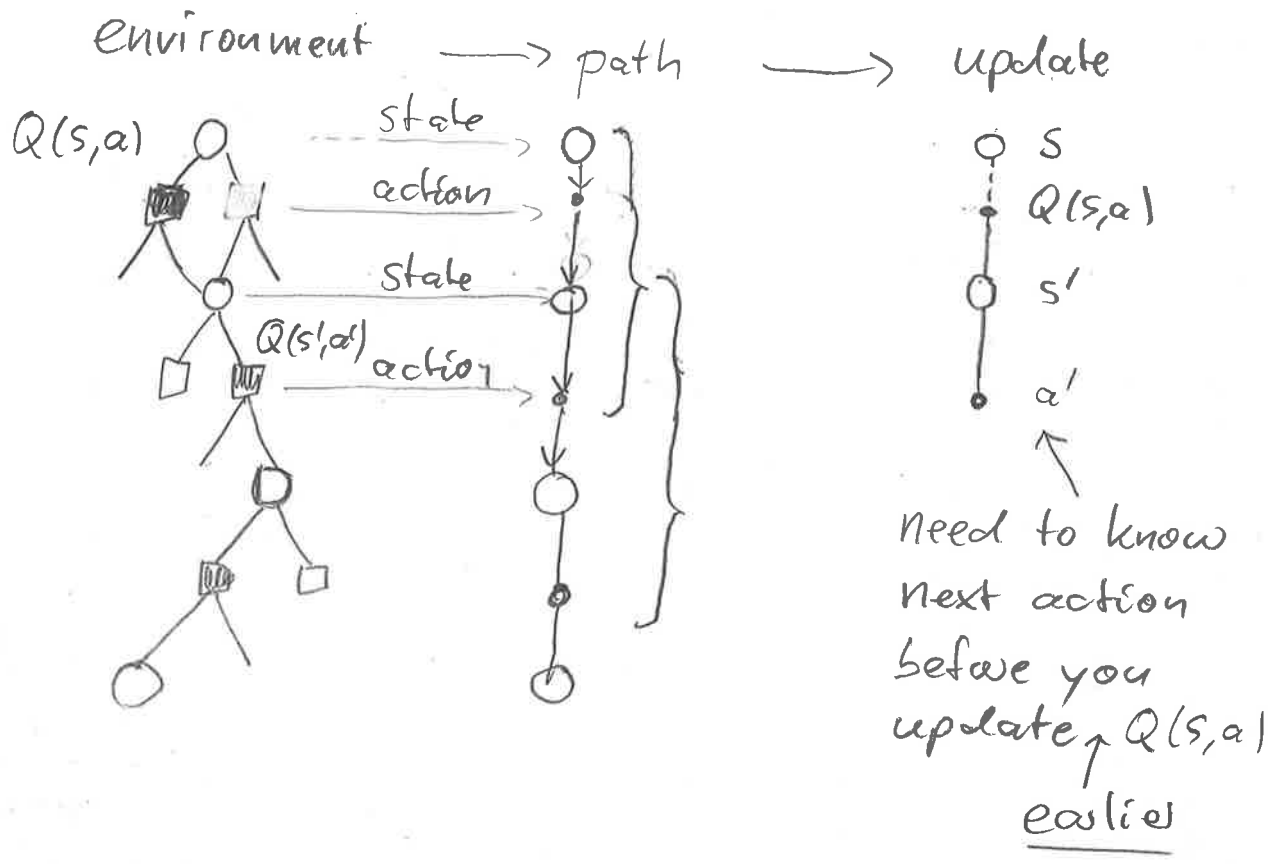 environment → path → update
Q(s,a)
state
action
state
Q(s',a')
action
s
Q(s,a)
s'
a'
need to know
next action
before you
update Q(s,a)
earlier